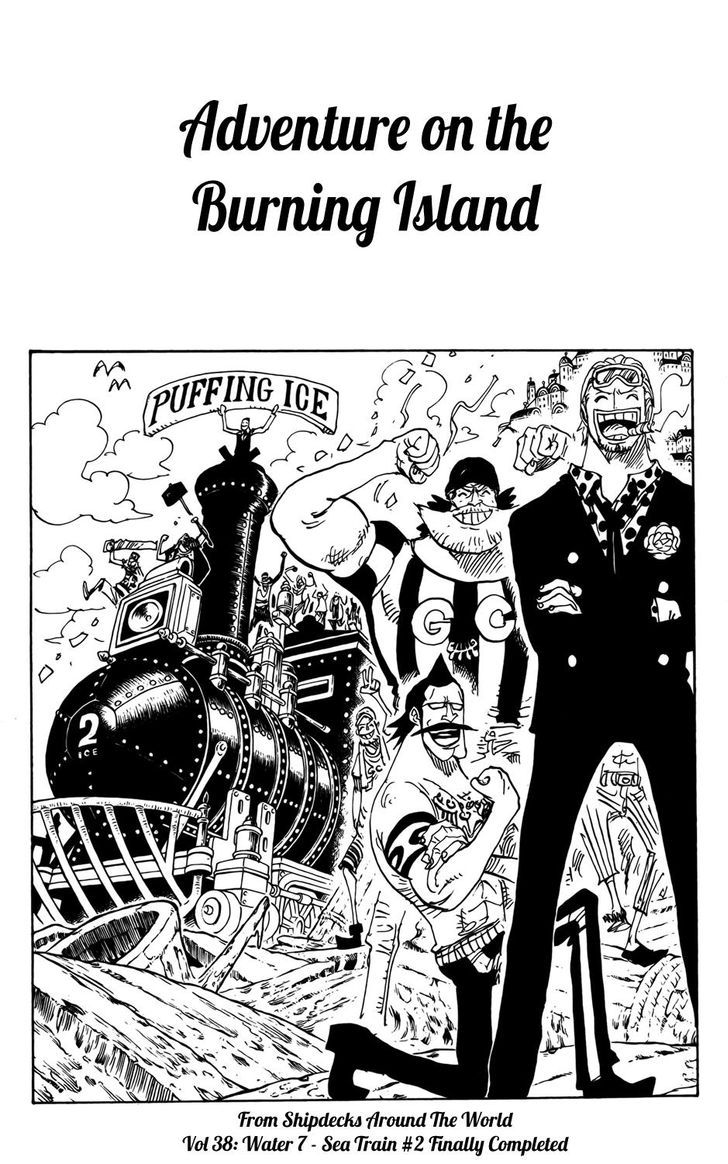 Adventure on the
Burning Island
PUFFING ICE
GC
2
ICE
GC
From Shipdecks Around The World
Vol 38: Water 7 - Sea Train #2 Finally Completed